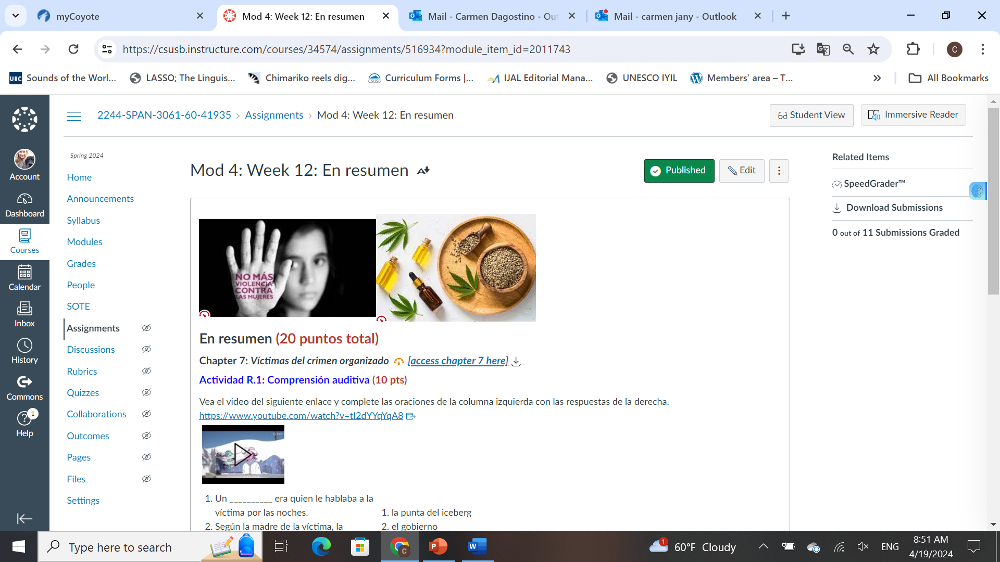 myCoyote
Mod 4: Week 12: En resumen
Mail - Carmen Dagostino - Ou
Mail - carmen jany - Outlook
https://csusb.instructure.com/courses/34574/assignments/516934?module_item_id=2011743
C
UBC Sounds of the Worl...
LASSO; The Linguis...
Chimariko reels dig...
CSUSB Curriculum Forms |...
IJAL Editorial Mana...
UNESCO IYIL
Members’ area – T...
All Bookmarks
2244-SPAN-3061-60-41935 › Assignments › Mod 4: Week 12: En resumen
Student View
Immersive Reader
Account
Dashboard
Courses
Calendar
Inbox
History
Commons
1
Help
Spring 2024
Home
Announcements
Syllabus
Modules
Grades
People
SOTE
Assignments
Discussions
Rubrics
Quizzes
Collaborations
Outcomes
Pages
Files
Settings
Mod 4: Week 12: En resumen
Published
Edit
Related Items
SpeedGrader™
Download Submissions
0 out of 11 Submissions Graded
NO MÁS
VIOLENCIA
CONTRA
LAS MUJERES
En resumen (20 puntos total)
Chapter 7: Víctimas del crimen organizado [access chapter 7 here]
Actividad R.1: Comprensión auditiva (10 pts)
Vea el video del siguiente enlace y complete las oraciones de la columna izquierda con las respuestas de la derecha.
https://www.youtube.com/watch?v=tI2dYYqYqA8
1. Un __________ era quien le hablaba a la
víctima por las noches.
2. Según la madre de la víctima, la
1. la punta del iceberg
2. el gobierno
Type here to search
C
P
W
1
60°F Cloudy
ENG
8:51 AM
4/19/2024